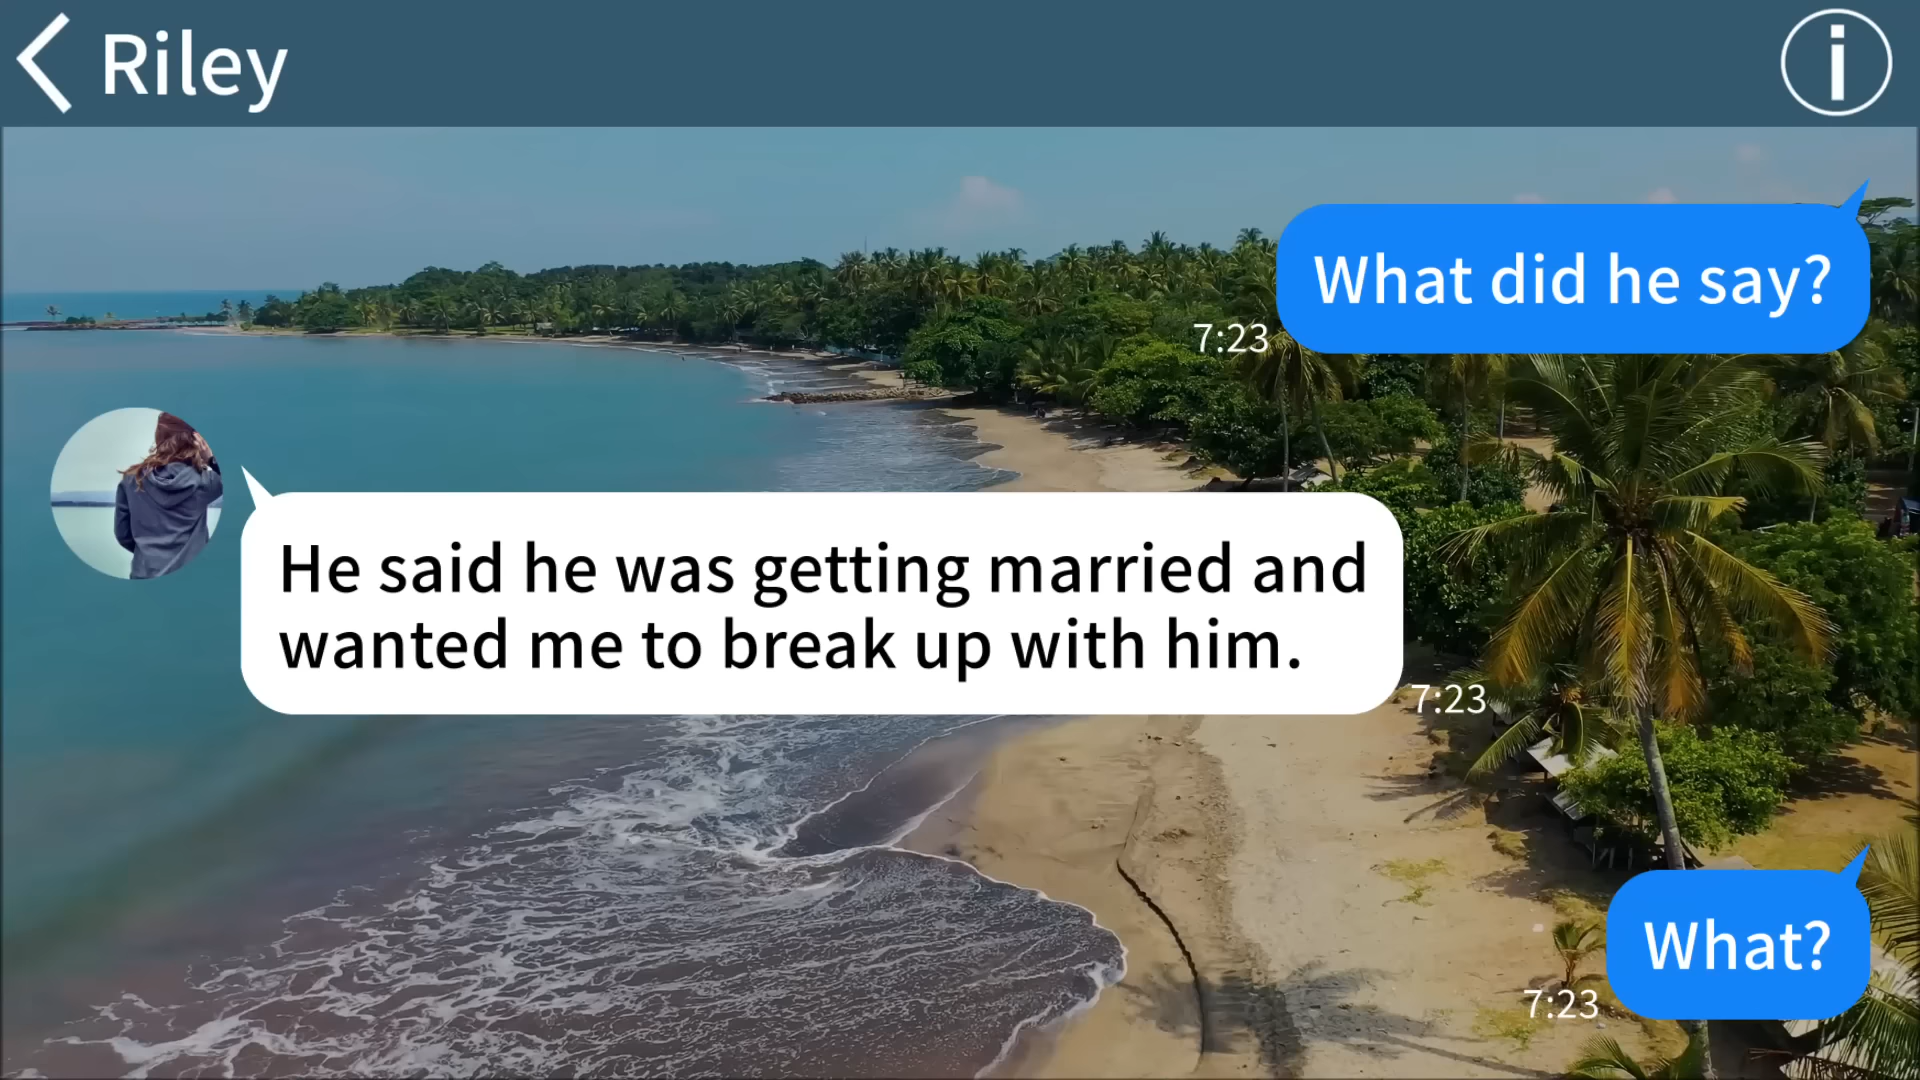 Riley
What did he say?
7:23
He said he was getting married and
wanted me to break up with him.
7:23
What?
7:23